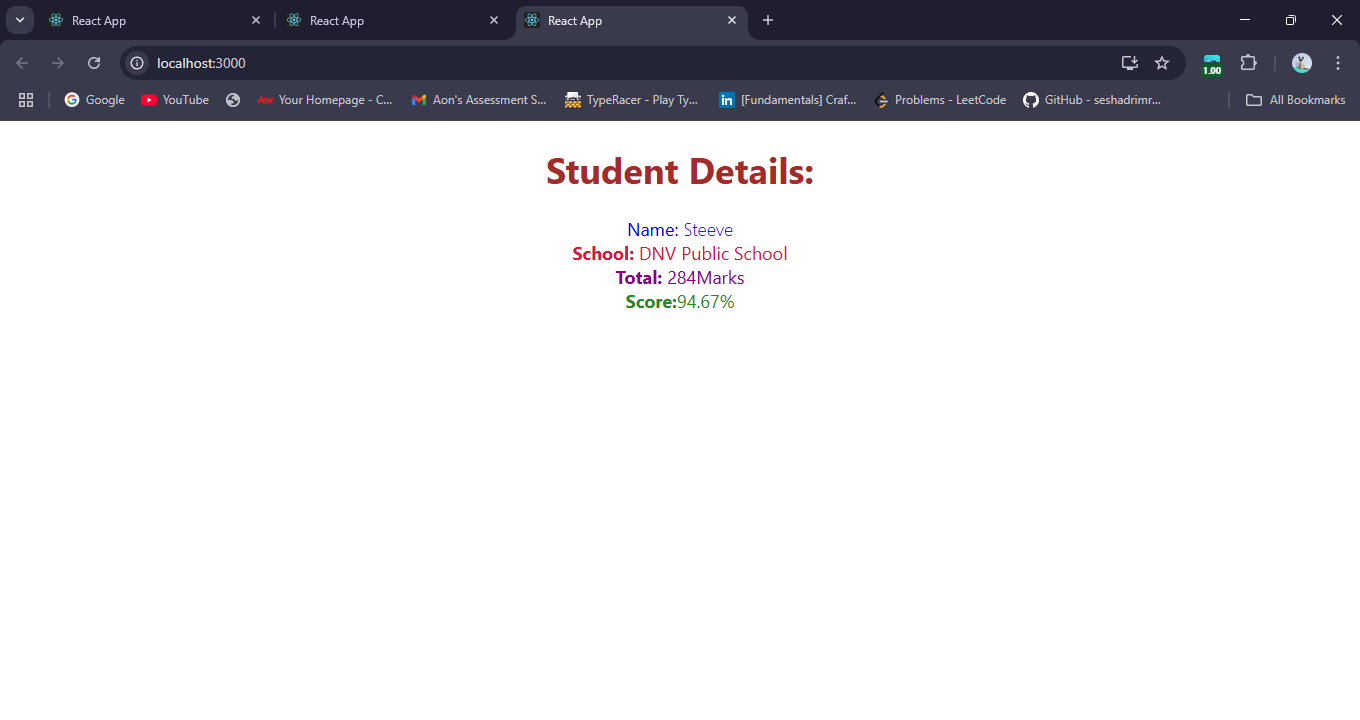 React App
React App
React App
localhost:3000
1.00
Google
YouTube
Aon
Your Homepage - C...
Aon's Assessment S...
TypeRacer - Play Ty...
in
[Fundamentals] Craf...
Problems - LeetCode
GitHub - seshadrimr...
All Bookmarks
Student Details:
Name: Steeve
School: DNV Public School
Total: 284Marks
Score:94.67%